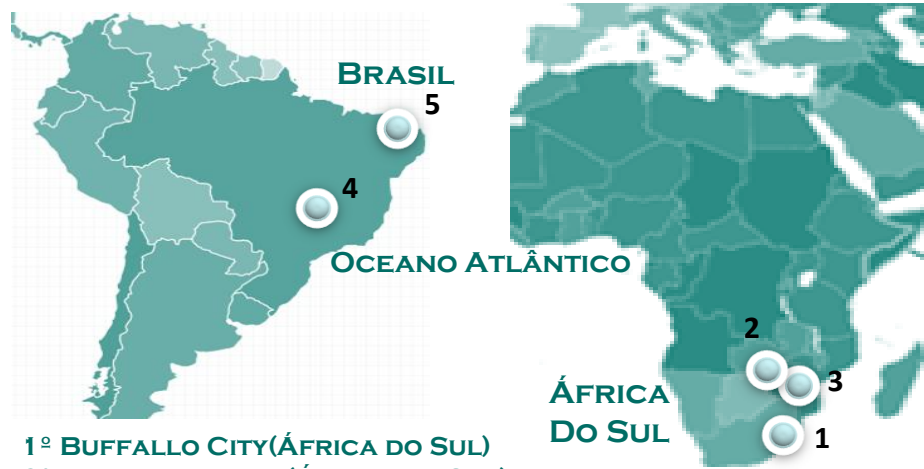 BRASIL
5
4
OCEANO ATLÂNTICO
2
3
ÁFRICA
DO SUL
1
1º BUFFALLO CITY(ÁFRICA DO SUL)